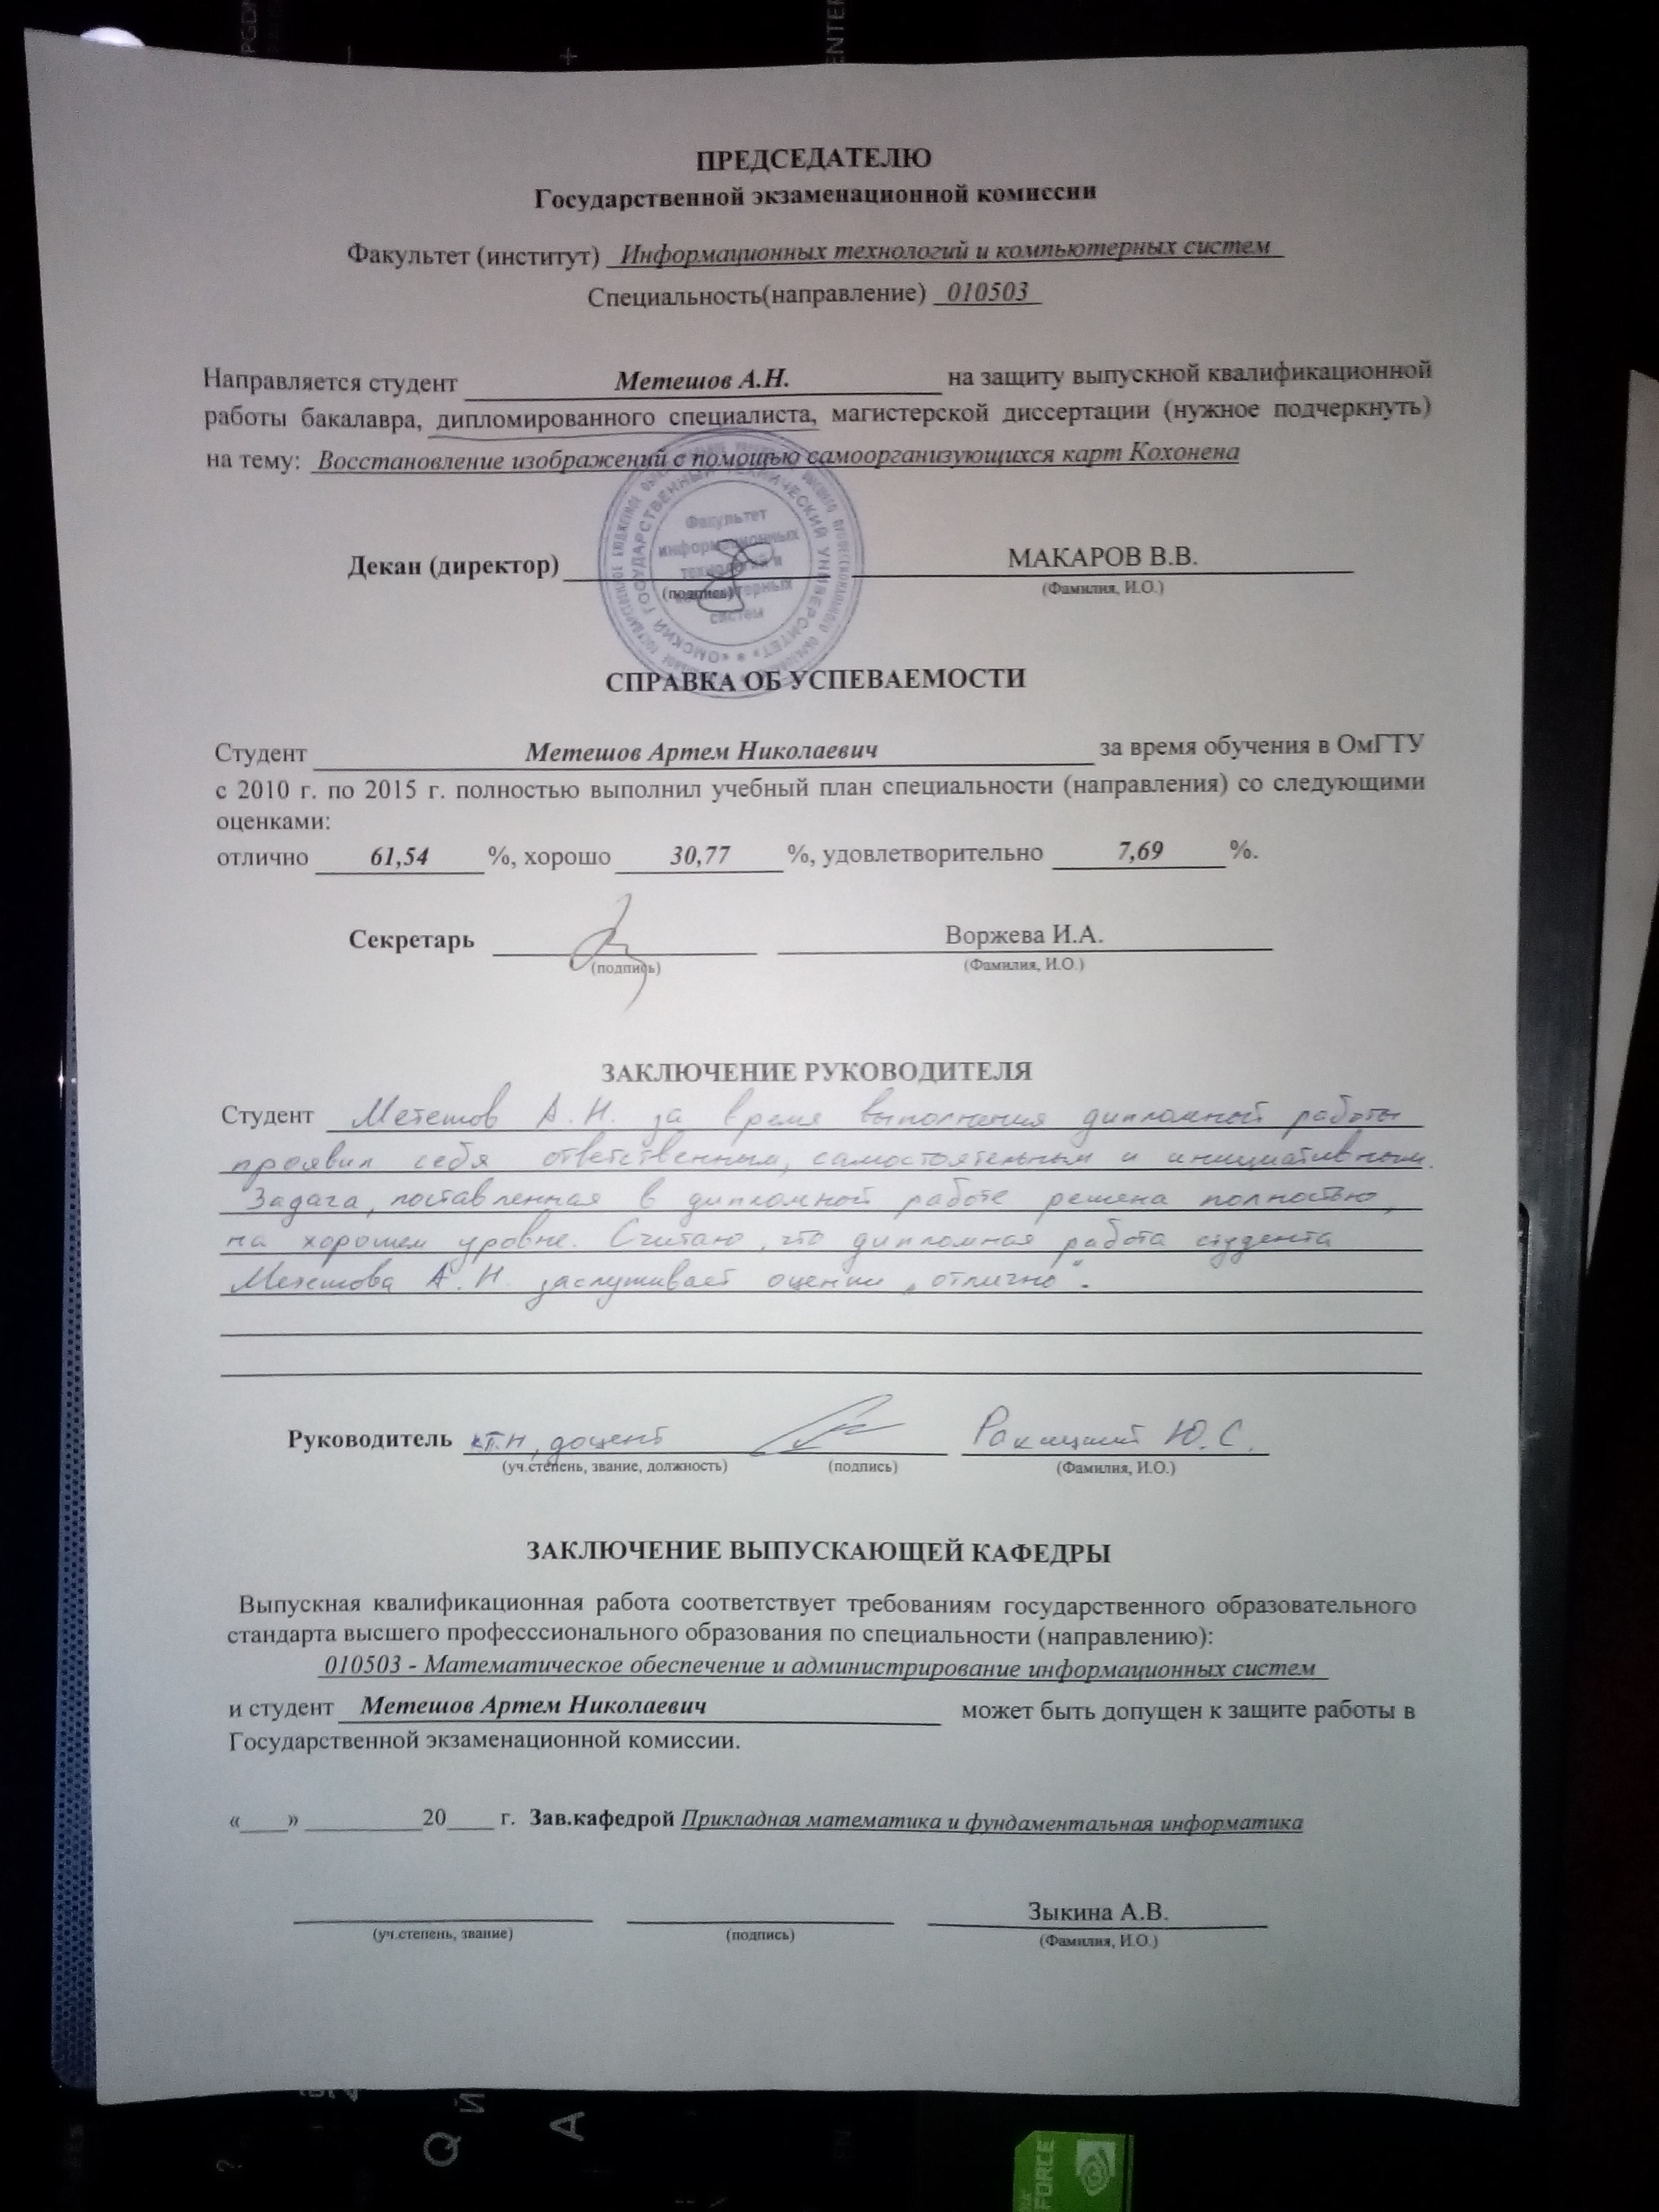 ПРЕДСЕДАТЕЛЮ
Государственной экзаменационной комиссии
Факультет (институт) Информационных технологий и компьютерных систем
Специальность(направление) 010503
Направляется студент Метешов А.Н. на защиту выпускной квалификационной
работы бакалавра, дипломированного специалиста, магистерской диссертации (нужное подчеркнуть)
на тему: Восстановление изображений с помощью самоорганизующихся карт Кохонена
Факультет
информационных
технологий и
компьютерных
систем
ГОСУДАРСТВЕННЫЙ ТЕХНИЧЕСКИЙ УНИВЕРСИТЕТ» * «ОМСКИЙ
Декан (директор) МАКАРОВ В.В.
(подпись) (Фамилия, И.О.)
СПРАВКА ОБ УСПЕВАЕМОСТИ
Студент Метешов Артем Николаевич за время обучения в ОмГТУ
с 2010 г. по 2015 г. полностью выполнил учебный план специальности (направления) со следующими
оценками:
отлично 61,54 %, хорошо 30,77 %, удовлетворительно 7,69 %.
Секретарь Воржева И.А.
(подпись) (Фамилия, И.О.)
ЗАКЛЮЧЕНИЕ РУКОВОДИТЕЛЯ
Студент Метешов А. Н. за время выполнения дипломной работы
проявил себя ответственным, самостоятельным и инициативным.
Задача, поставленная в дипломной работе решена полностью,
на хорошем уровне. Считаю, что дипломная работа студента
Метешова А. Н. заслуживает оценки „отлично".
Руководитель кт.н, доцент Ракицкий Ю.С.
(уч.степень, звание, должность) (подпись) (Фамилия, И.О.)
ЗАКЛЮЧЕНИЕ ВЫПУСКАЮЩЕЙ КАФЕДРЫ
Выпускная квалификационная работа соответствует требованиям государственного образовательного
стандарта высшего професссионального образования по специальности (направлению):
010503 - Математическое обеспечение и администрирование информационных систем
и студент Метешов Артем Николаевич может быть допущен к защите работы в
Государственной экзаменационной комиссии.
«____» __________20____ г. Зав.кафедрой Прикладная математика и фундаментальная информатика
Зыкина А.В.
(уч.степень, звание) (подпись) (Фамилия, И.О.)
Q Й
A
FORCE
ENTER